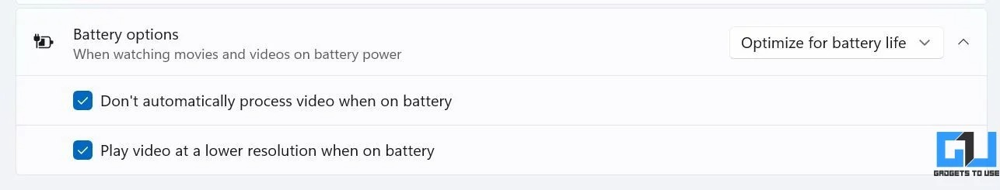 Battery options
When watching movies and videos on battery power
Optimize for battery life
Don't automatically process video when on battery
Play video at a lower resolution when on battery
GADGETS TO USE